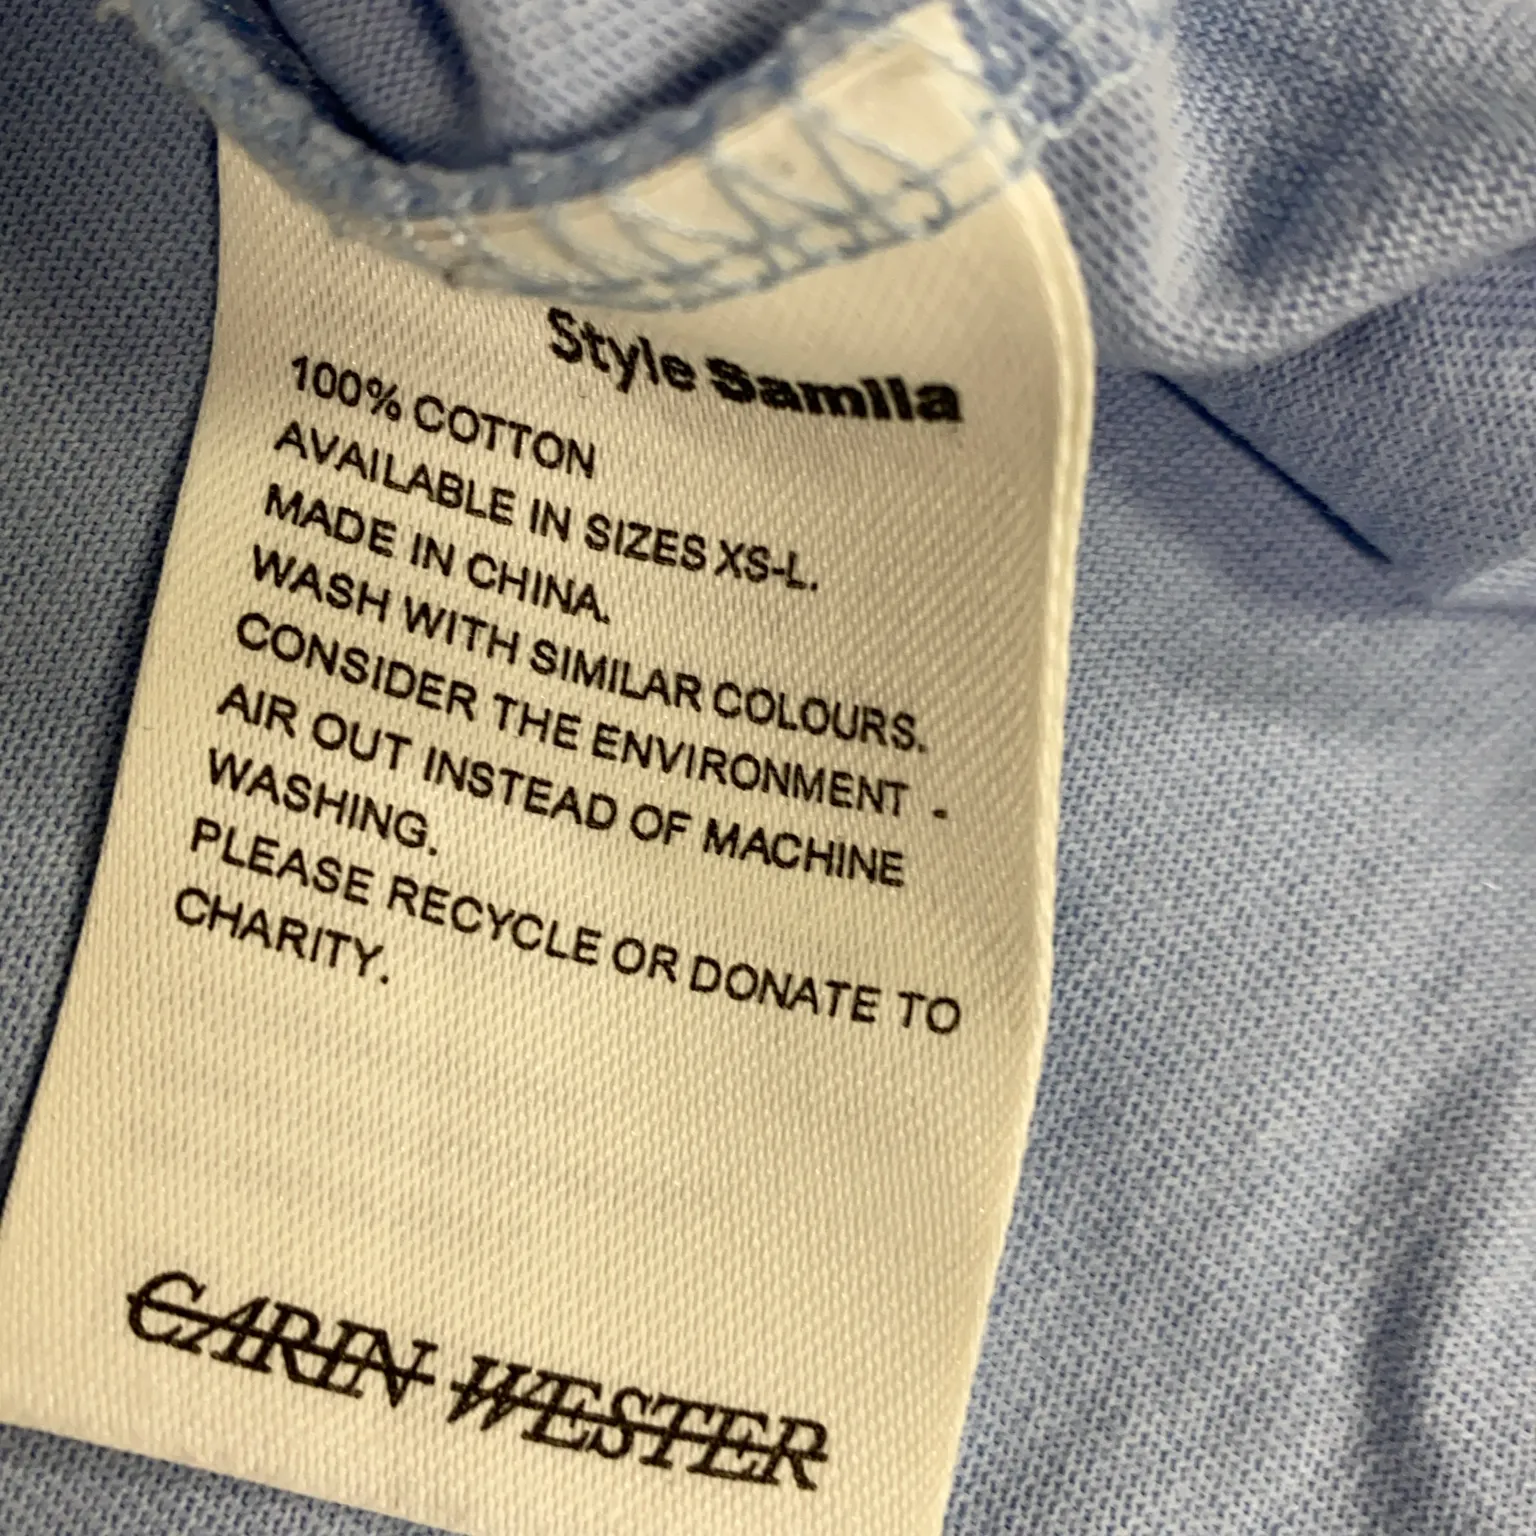 Style Samila
100% COTTON
AVAILABLE IN SIZES XS-L.
MADE IN CHINA.
WASH WITH SIMILAR COLOURS.
CONSIDER THE ENVIRONMENT -
AIR OUT INSTEAD OF MACHINE
WASHING.
PLEASE RECYCLE OR DONATE TO
CHARITY.
CARIN WESTER